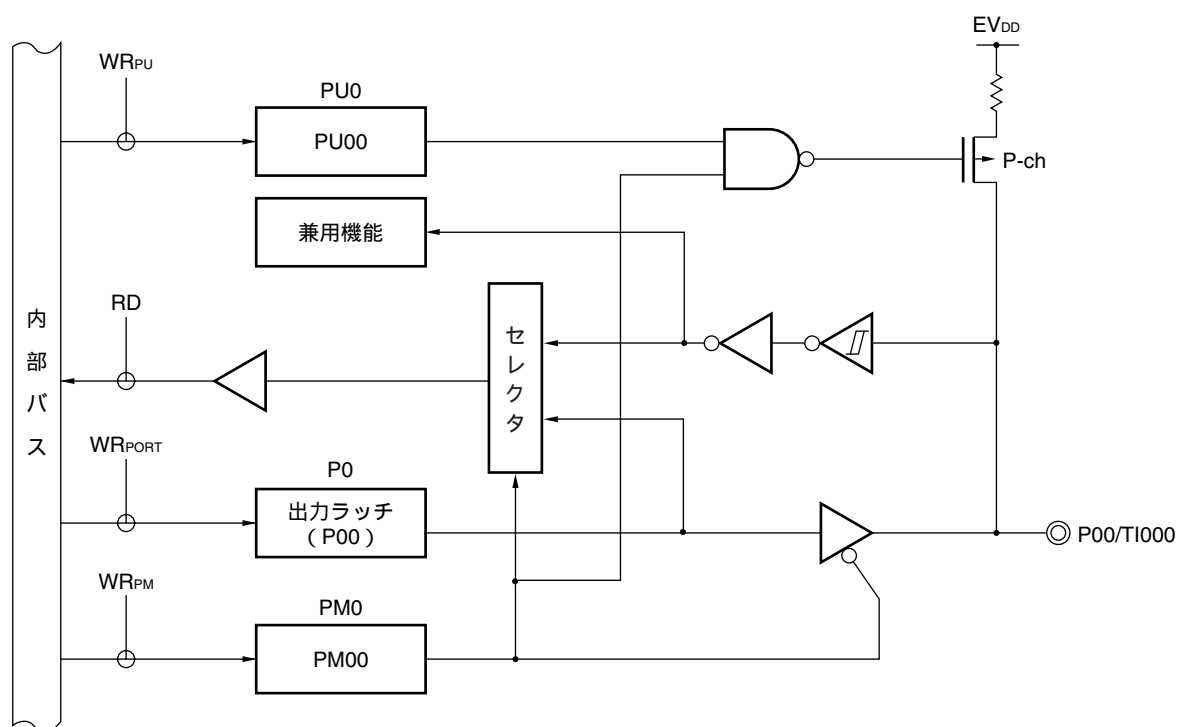 EVDD
WRPU
PU0
PU00
P-ch
兼用機能
RD
内部バス
セレクタ
WRPORT
P0
出力ラッチ
(P00)
P00/TI000
WRPM
PM0
PM00